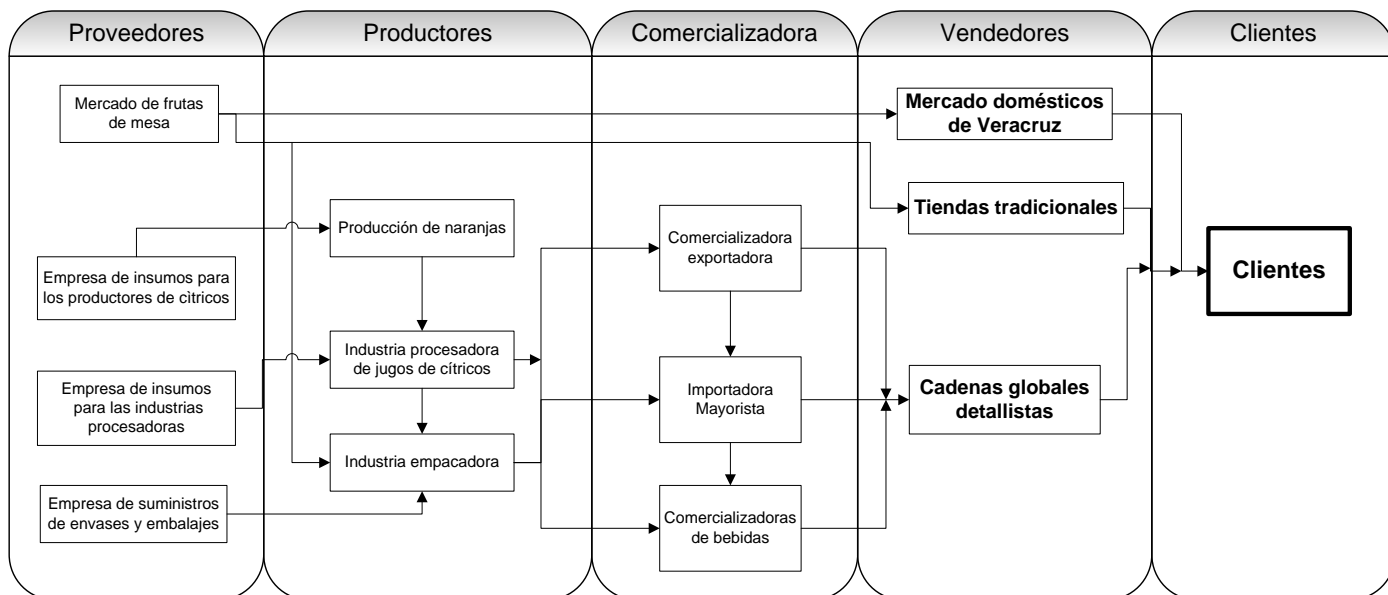 Proveedores
Productores
Comercializadora
Vendedores
Clientes
Mercado de frutas
de mesa
Empresa de insumos para
los productores de cìtricos
Empresa de insumos
para las industrias
procesadoras
Empresa de suministros
de envases y embalajes
Producción de naranjas
Industria procesadora
de jugos de cítricos
Industria empacadora
Comercializadora
exportadora
Importadora
Mayorista
Comercializadoras
de bebidas
Mercado domésticos
de Veracruz
Tiendas tradicionales
Cadenas globales
detallistas
Clientes